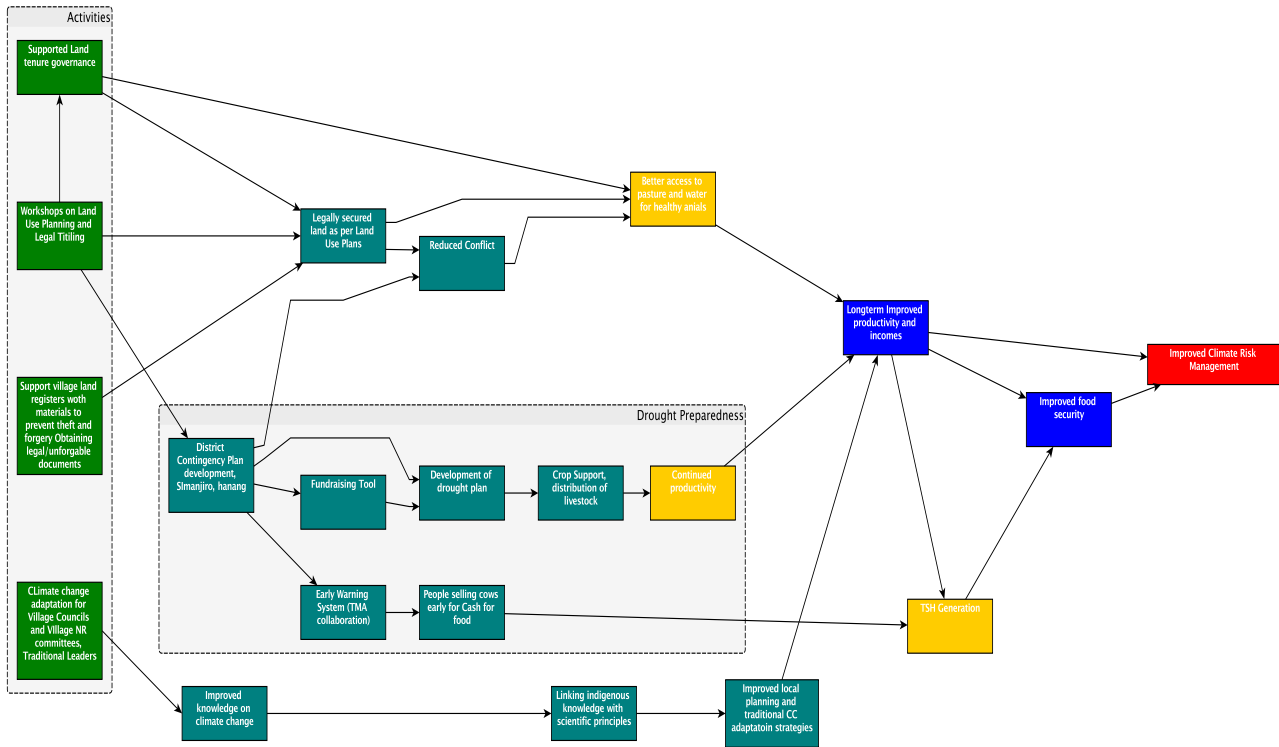 Activities
Supported Land
tenure governance
Workshops on Land
Use Planning and
Legal Titiling
Support village land
registers woth
materials to
prevent theft and
forgery Obtaining
legal/unforgable
documents
CLimate change
adaptation for
Village Councils
and VIllage NR
committees,
Traditional Leaders
Legally secured
land as per Land
Use Plans
Reduced Conflict
Better access to
pasture and water
for healthy anials
Longterm Improved
productivity and
incomes
Improved Climate Risk
Management
Improved food
security
Drought Preparedness
District
Contingency Plan
development,
SImanjiro, hanang
Fundraising Tool
Development of
drought plan
Crop Support,
distribution of
livestock
Continued
productivity
Early Warning
System (TMA
collaboration)
People selling cows
early for Cash for
food
TSH Generation
Improved
knowledge on
climate change
Linking indigenous
knowledge with
scientific principles
Improved local
planning and
traditional CC
adaptatoin strategies